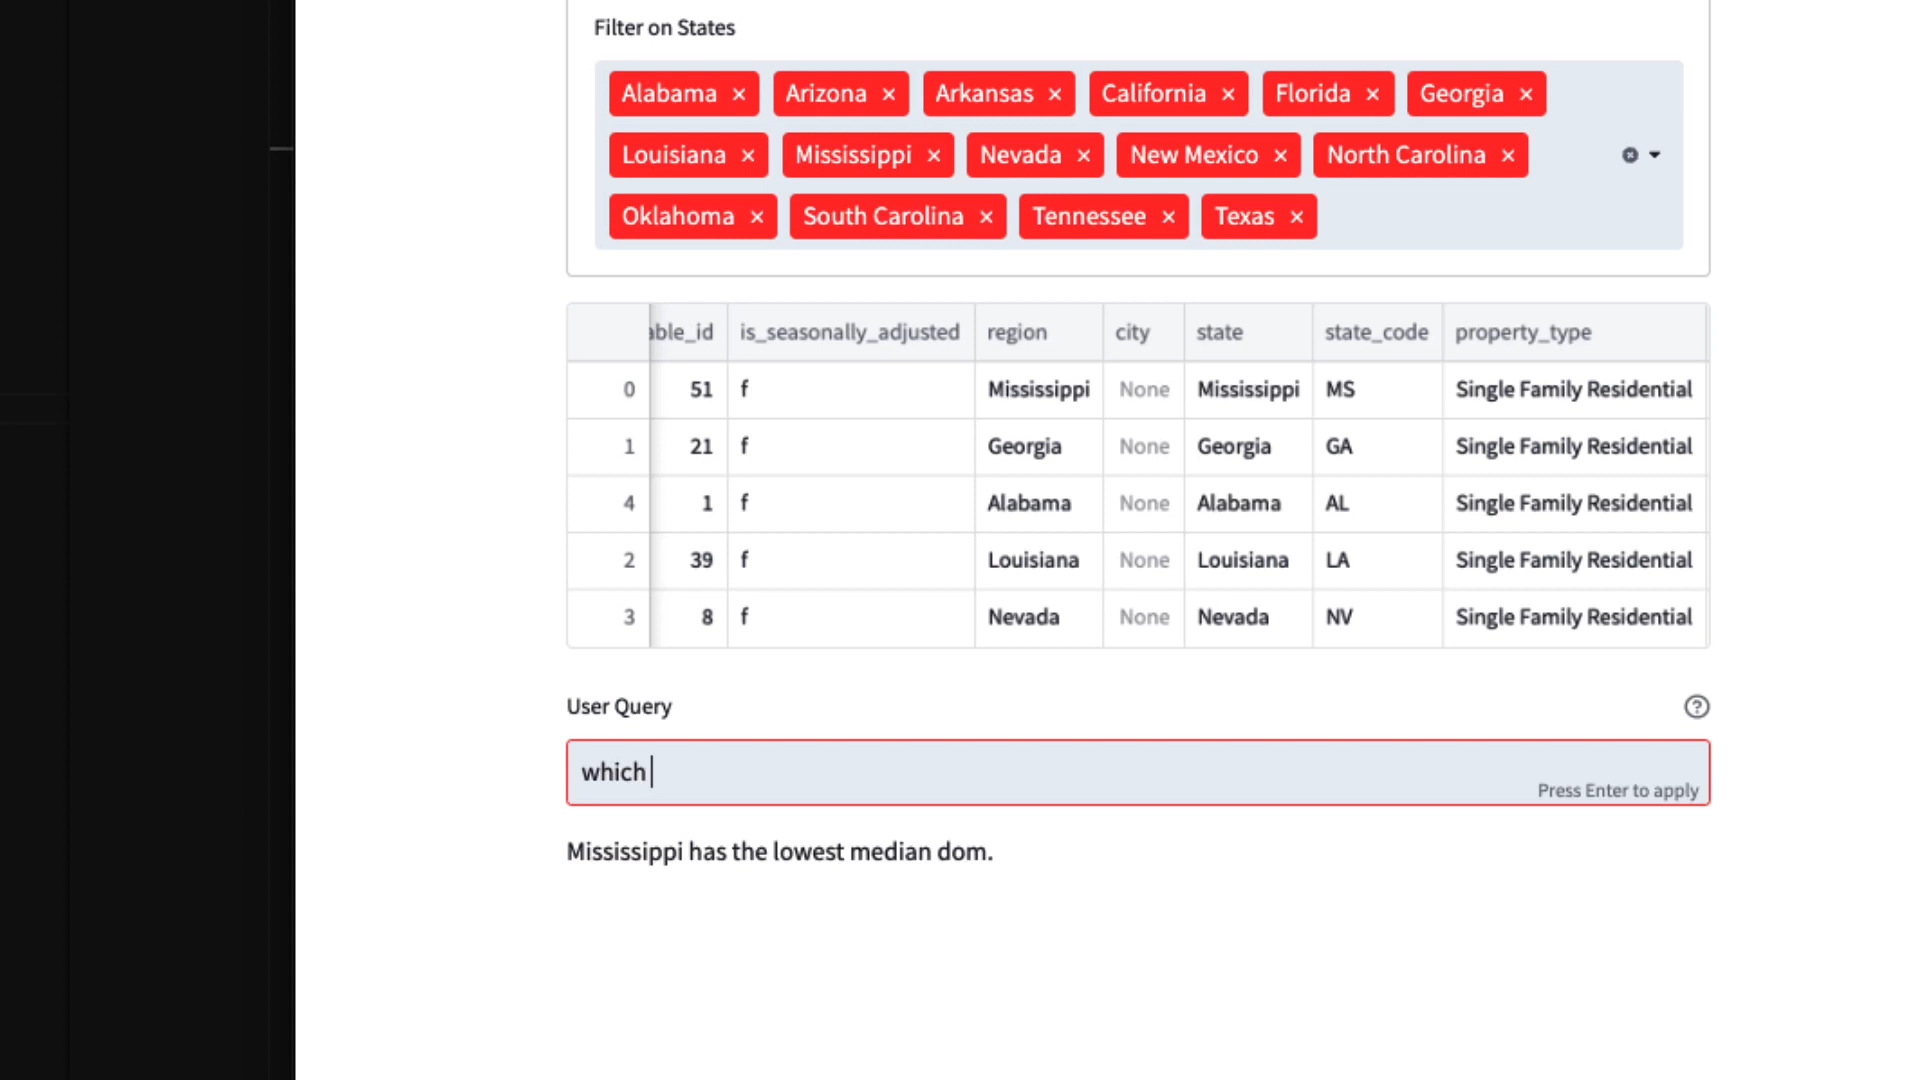 Filter on States
Alabama × Arizona × Arkansas × California × Florida × Georgia ×
Louisiana × Mississippi × Nevada × New Mexico × North Carolina ×
Oklahoma × South Carolina × Tennessee × Texas ×
able_id is_seasonally_adjusted region city state state_code property_type
0 51 f Mississippi None Mississippi MS Single Family Residential
1 21 f Georgia None Georgia GA Single Family Residential
4 1 f Alabama None Alabama AL Single Family Residential
2 39 f Louisiana None Louisiana LA Single Family Residential
3 8 f Nevada None Nevada NV Single Family Residential
User Query
which
Press Enter to apply
Mississippi has the lowest median dom.